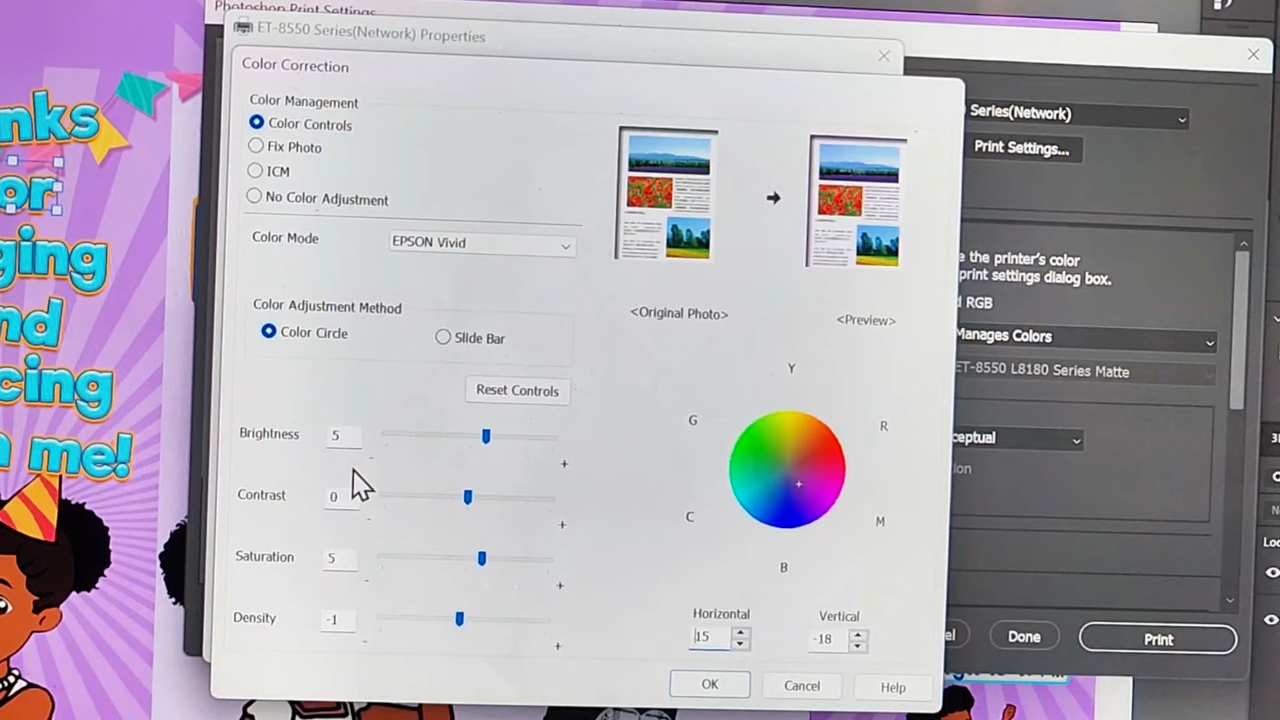 Photoshop Print Settings
ET-8550 Series(Network) Properties
Color Correction
Color Management
Color Controls
Fix Photo
ICM
No Color Adjustment
Color Mode
EPSON Vivid
Color Adjustment Method
Color Circle
Slide Bar
Reset Controls
Brightness
5
-
+
Contrast
0
-
+
Saturation
5
-
+
Density
-1
-
+
<Original Photo>
<Preview>
Y
G
R
C
M
B
Horizontal
Vertical
15
-18
OK
Cancel
Help
Series(Network)
Print Settings...
e the printer's color
print settings dialog box.
RGB
Manages Colors
ET-8550 L8180 Series Matte
ceptual
ion
el
Done
Print
nks
or
ging
nd
cing
me!